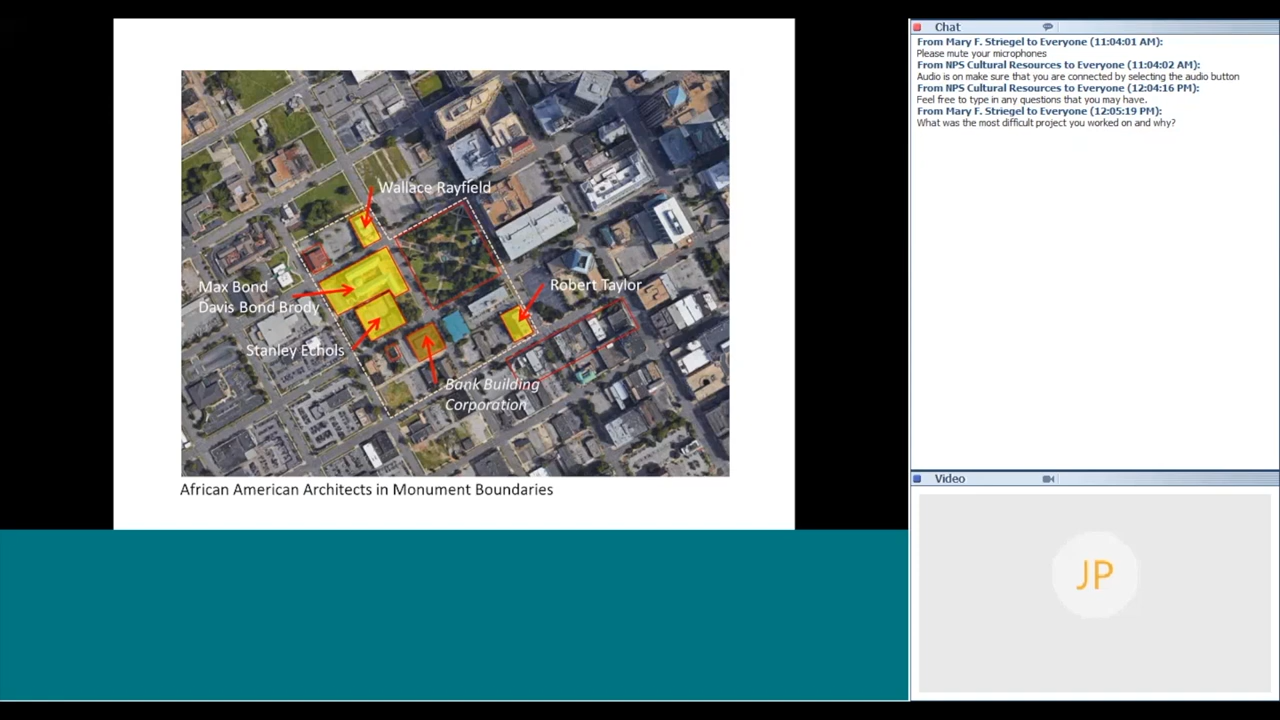 Wallace Rayfield
Max Bond
Davis Bond Brody
Robert Taylor
Stanley Echols
Bank Building
Corporation
African American Architects in Monument Boundaries
Chat
From Mary F. Striegel to Everyone (11:04:01 AM):
Please mute your microphones
From NPS Cultural Resources to Everyone (11:04:02 AM):
Audio is on make sure that you are connected by selecting the audio button
From NPS Cultural Resources to Everyone (12:04:16 PM):
Feel free to type in any questions that you may have.
From Mary F. Striegel to Everyone (12:05:19 PM):
What was the most difficult project you worked on and why?
Video
JP